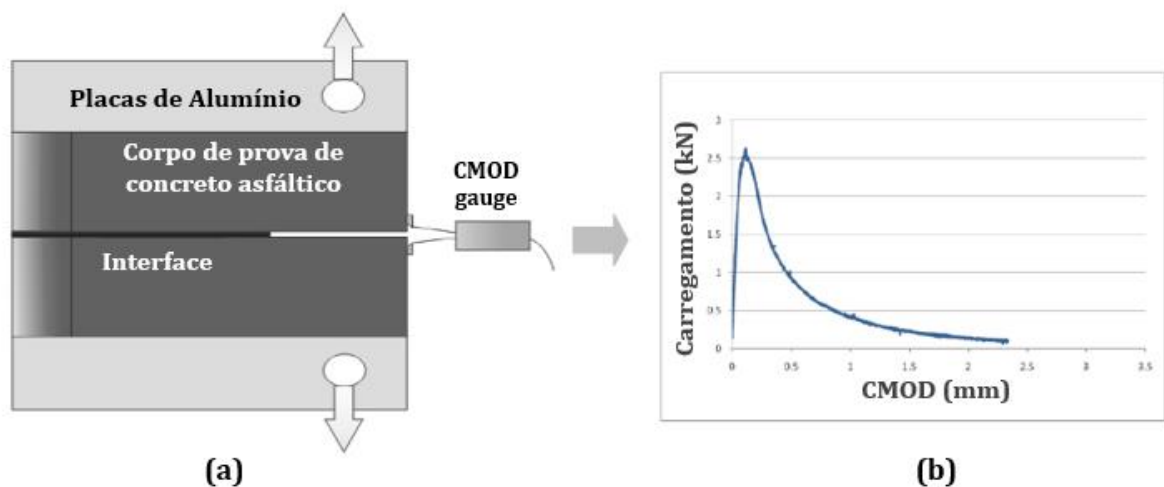 Placas de Alumínio
Corpo de prova de
concreto asfáltico
CMOD
gauge
Interface
(a)
Carregamento (kN)
3
2.5
2
1.5
1
0.5
0
0 0.5 1 1.5 2 2.5 3 3.5
CMOD (mm)
(b)